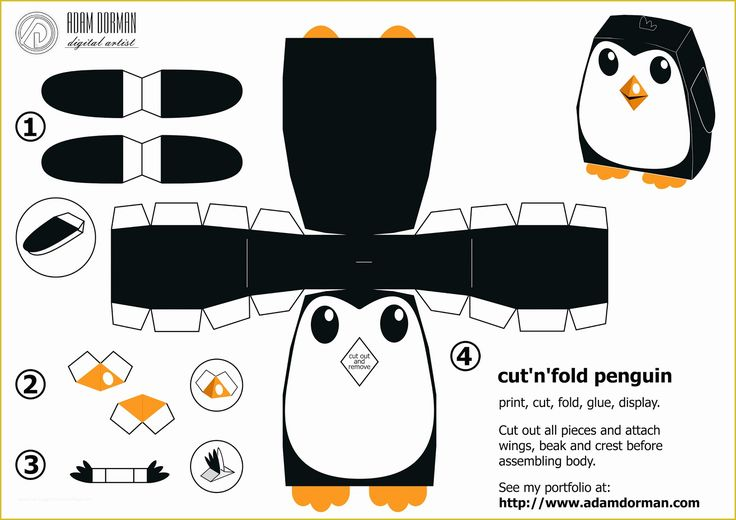 ADAM DORMAN
digital artist
1
2
3
4
cut out
and
remove
cut'n'fold penguin
print, cut, fold, glue, display.
Cut out all pieces and attach
wings, beak and crest before
assembling body.
See my portfolio at:
http://www.adamdorman.com